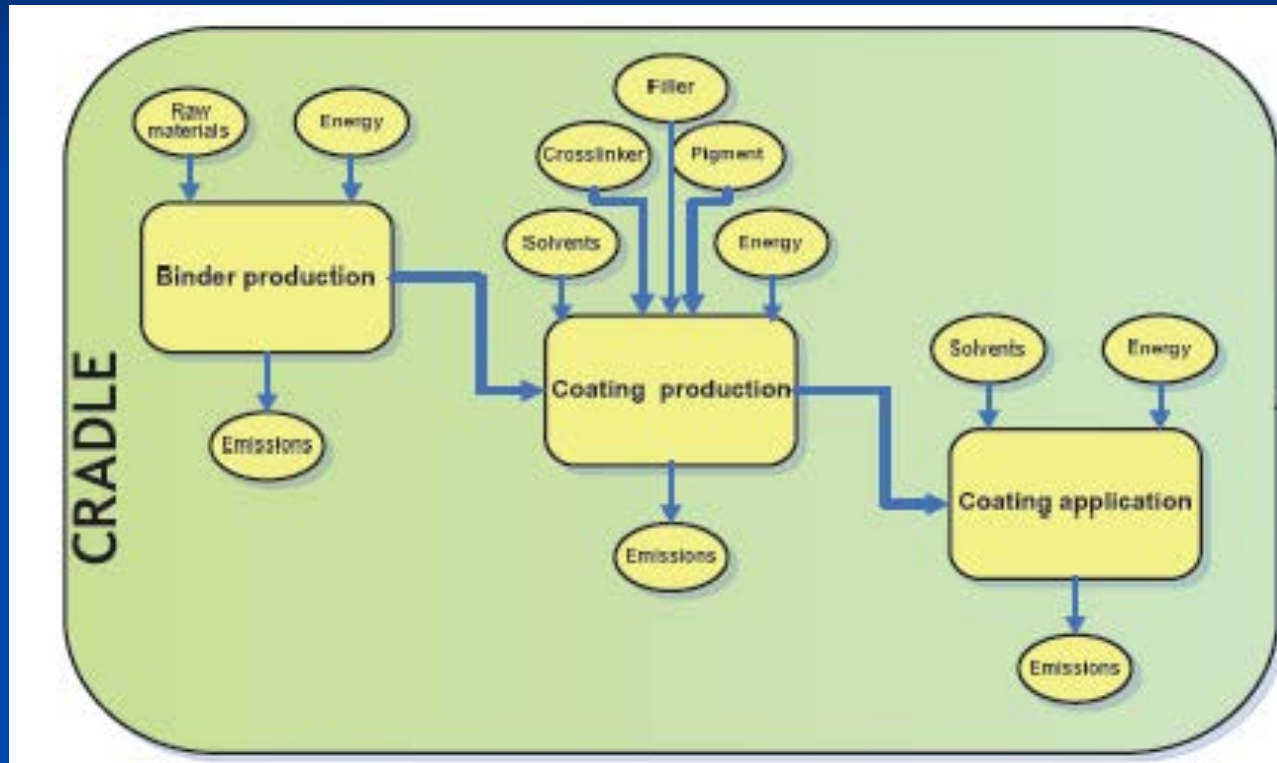 Filler
Raw
materials
Energy
Crosslinker
Pigment
Solvents
Energy
Binder production
Solvents
Energy
Coating production
CRADLE
Emissions
Coating application
Emissions
Emissions